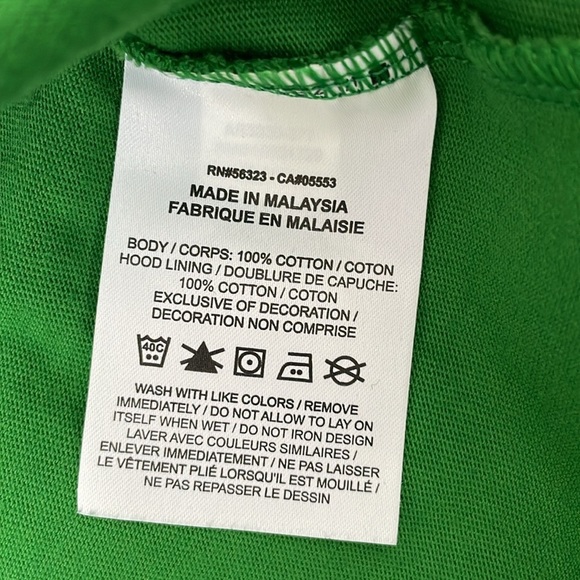 RN#56323 - CA#05553
MADE IN MALAYSIA
FABRIQUE EN MALAISIE
BODY / CORPS: 100% COTTON / COTON
HOOD LINING / DOUBLURE DE CAPUCHE:
100% COTTON / COTON
EXCLUSIVE OF DECORATION /
DECORATION NON COMPRISE
40C
WASH WITH LIKE COLORS / REMOVE
IMMEDIATELY / DO NOT ALLOW TO LAY ON
ITSELF WHEN WET / DO NOT IRON DESIGN
LAVER AVEC COULEURS SIMILAIRES /
ENLEVER IMMEDIATEMENT / NE PAS LAISSER
LE VÊTEMENT PLIÉ LORSQU'IL EST MOUILLÉ /
NE PAS REPASSER LE DESSIN